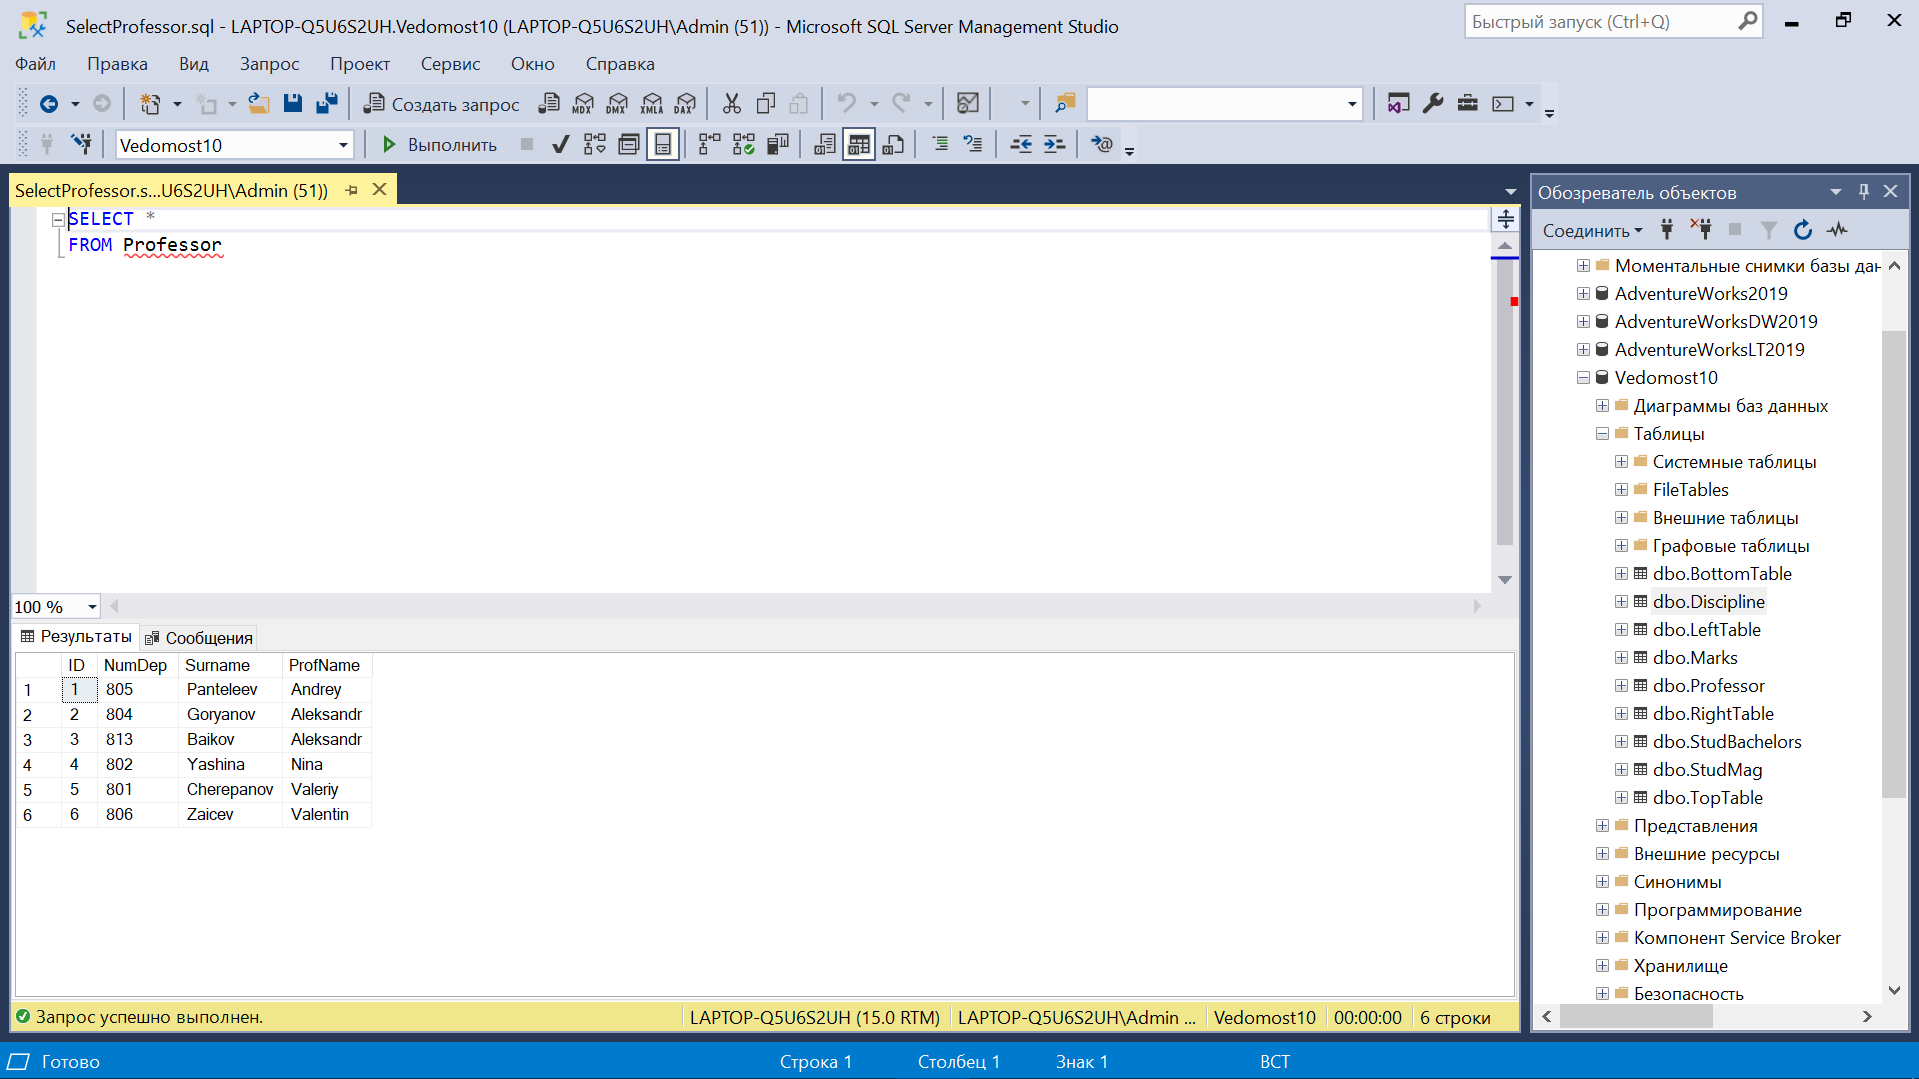 SelectProfessor.sql - LAPTOP-Q5U6S2UH.Vedomost10 (LAPTOP-Q5U6S2UH\Admin (51)) - Microsoft SQL Server Management Studio
Быстрый запуск (Ctrl+Q)
Файл Правка Вид Запрос Проект Сервис Окно Справка
Создать запрос MDX DMX XMLA DAX
Vedomost10 Выполнить
SelectProfessor.s...U6S2UH\Admin (51))
SELECT *
FROM Professor
100 %
Результаты Сообщения
ID NumDep Surname ProfName
1 1 805 Panteleev Andrey
2 2 804 Goryanov Aleksandr
3 3 813 Baikov Aleksandr
4 4 802 Yashina Nina
5 5 801 Cherepanov Valeriy
6 6 806 Zaicev Valentin
Запрос успешно выполнен. LAPTOP-Q5U6S2UH (15.0 RTM) LAPTOP-Q5U6S2UH\Admin ... Vedomost10 00:00:00 6 строки
Обозреватель объектов
Соединить
Моментальные снимки базы дан
AdventureWorks2019
AdventureWorksDW2019
AdventureWorksLT2019
Vedomost10
Диаграммы баз данных
Таблицы
Системные таблицы
FileTables
Внешние таблицы
Графовые таблицы
dbo.BottomTable
dbo.Discipline
dbo.LeftTable
dbo.Marks
dbo.Professor
dbo.RightTable
dbo.StudBachelors
dbo.StudMag
dbo.TopTable
Представления
Внешние ресурсы
Синонимы
Программирование
Компонент Service Broker
Хранилище
Безопасность
Готово Строка 1 Столбец 1 Знак 1 ВСТ